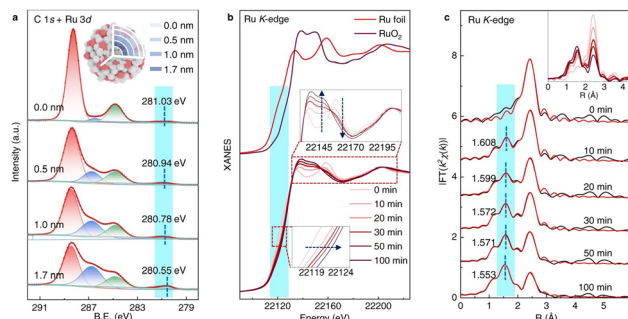 a
C 1s + Ru 3d
0.0 nm
0.5 nm
1.0 nm
1.7 nm
0.0 nm
281.03 eV
0.5 nm
280.94 eV
1.0 nm
280.78 eV
1.7 nm
280.55 eV
Intensity (a.u.)
291 287 283 279
B.E. (eV)
b
Ru K-edge
Ru foil
RuO2
22145 22170 22195
0 min
10 min
20 min
30 min
50 min
100 min
22119 22124
XANES
22120 22160 22200
Energy (eV)
c
Ru K-edge
0 1 2 3 4
R (Å)
8
6
4
2
0
0 min
1.608
10 min
1.599
20 min
1.572
30 min
1.571
50 min
1.553
100 min
|FT(k²χ(k))|
0 1 2 3 4 5
R (Å)